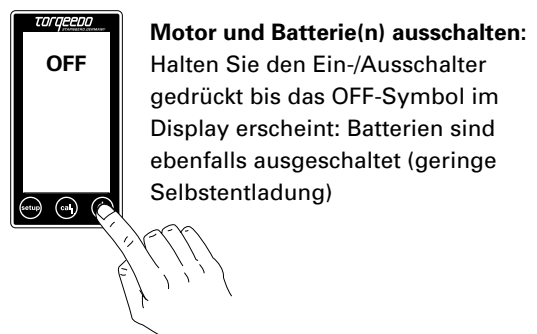 torqeedo
STARNBERG GERMANY
OFF
setup
cal
Motor und Batterie(n) ausschalten:
Halten Sie den Ein-/Ausschalter
gedrückt bis das OFF-Symbol im
Display erscheint: Batterien sind
ebenfalls ausgeschaltet (geringe
Selbstentladung)